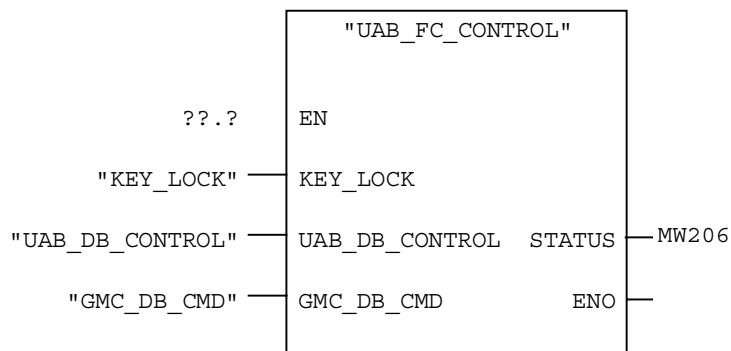 "UAB_FC_CONTROL"
??.? EN
"KEY_LOCK" KEY_LOCK
"UAB_DB_CONTROL" UAB_DB_CONTROL STATUS MW206
"GMC_DB_CMD" GMC_DB_CMD ENO